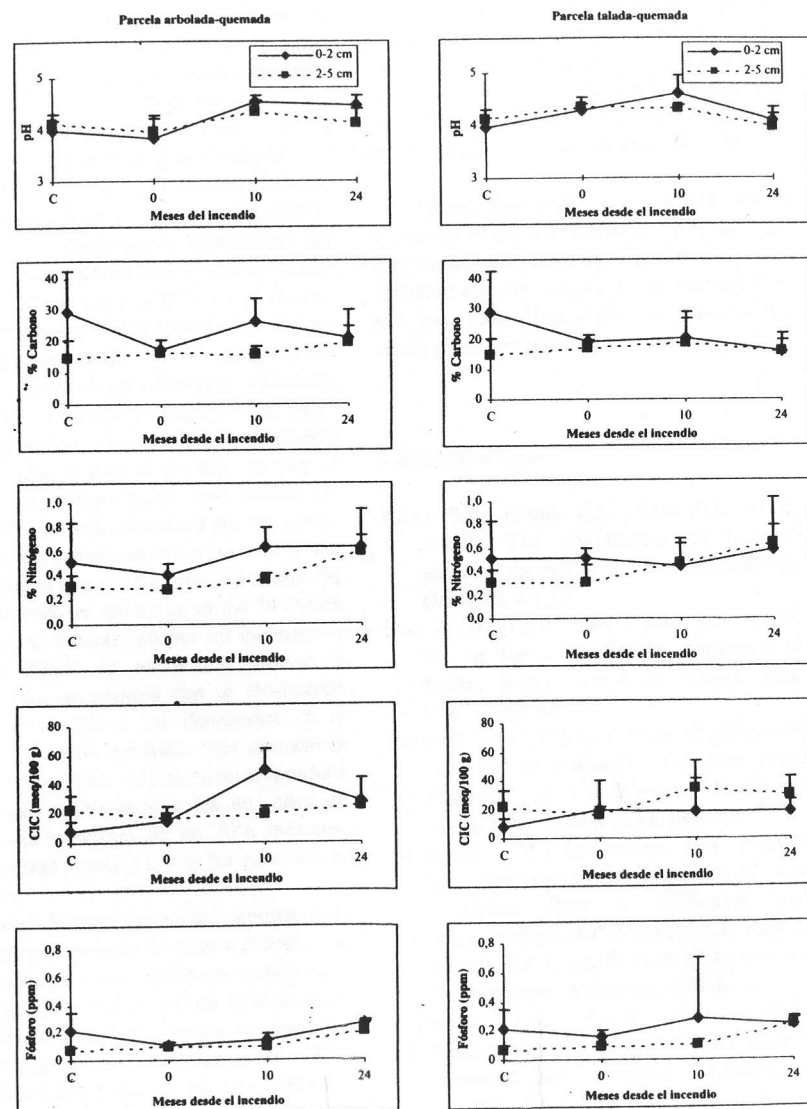 Parcela arbolada-quemada
Parcela talada-quemada
0-2 cm
2-5 cm
5
4
3
pH
C
0
10
24
Meses del incendio
0-2 cm
2-5 cm
5
4
3
pH
C
0
10
24
Meses desde el incendio
40
30
20
10
0
% Carbono
C
0
10
24
Meses desde el incendio
40
30
20
10
0
% Carbono
C
0
10
24
Meses desde el incendio
1,0
0,8
0,6
0,4
0,2
0,0
% Nitrógeno
C
0
10
24
Meses desde el incendio
1,0
0,8
0,6
0,4
0,2
0,0
% Nitrógeno
C
0
10
24
Meses desde el incendio
100
80
60
40
20
0
CIC (meq/100 g)
C
0
10
24
Meses desde el incendio
100
80
60
40
20
0
CIC (meq/100 g)
C
0
10
24
Meses desde el incendio
0,8
0,6
0,4
0,2
0,0
Fósforo (ppm)
C
0
10
24
Meses desde el incendio
0,8
0,6
0,4
0,2
0,0
Fósforo (ppm)
C
0
10
24
Meses desde el incendio